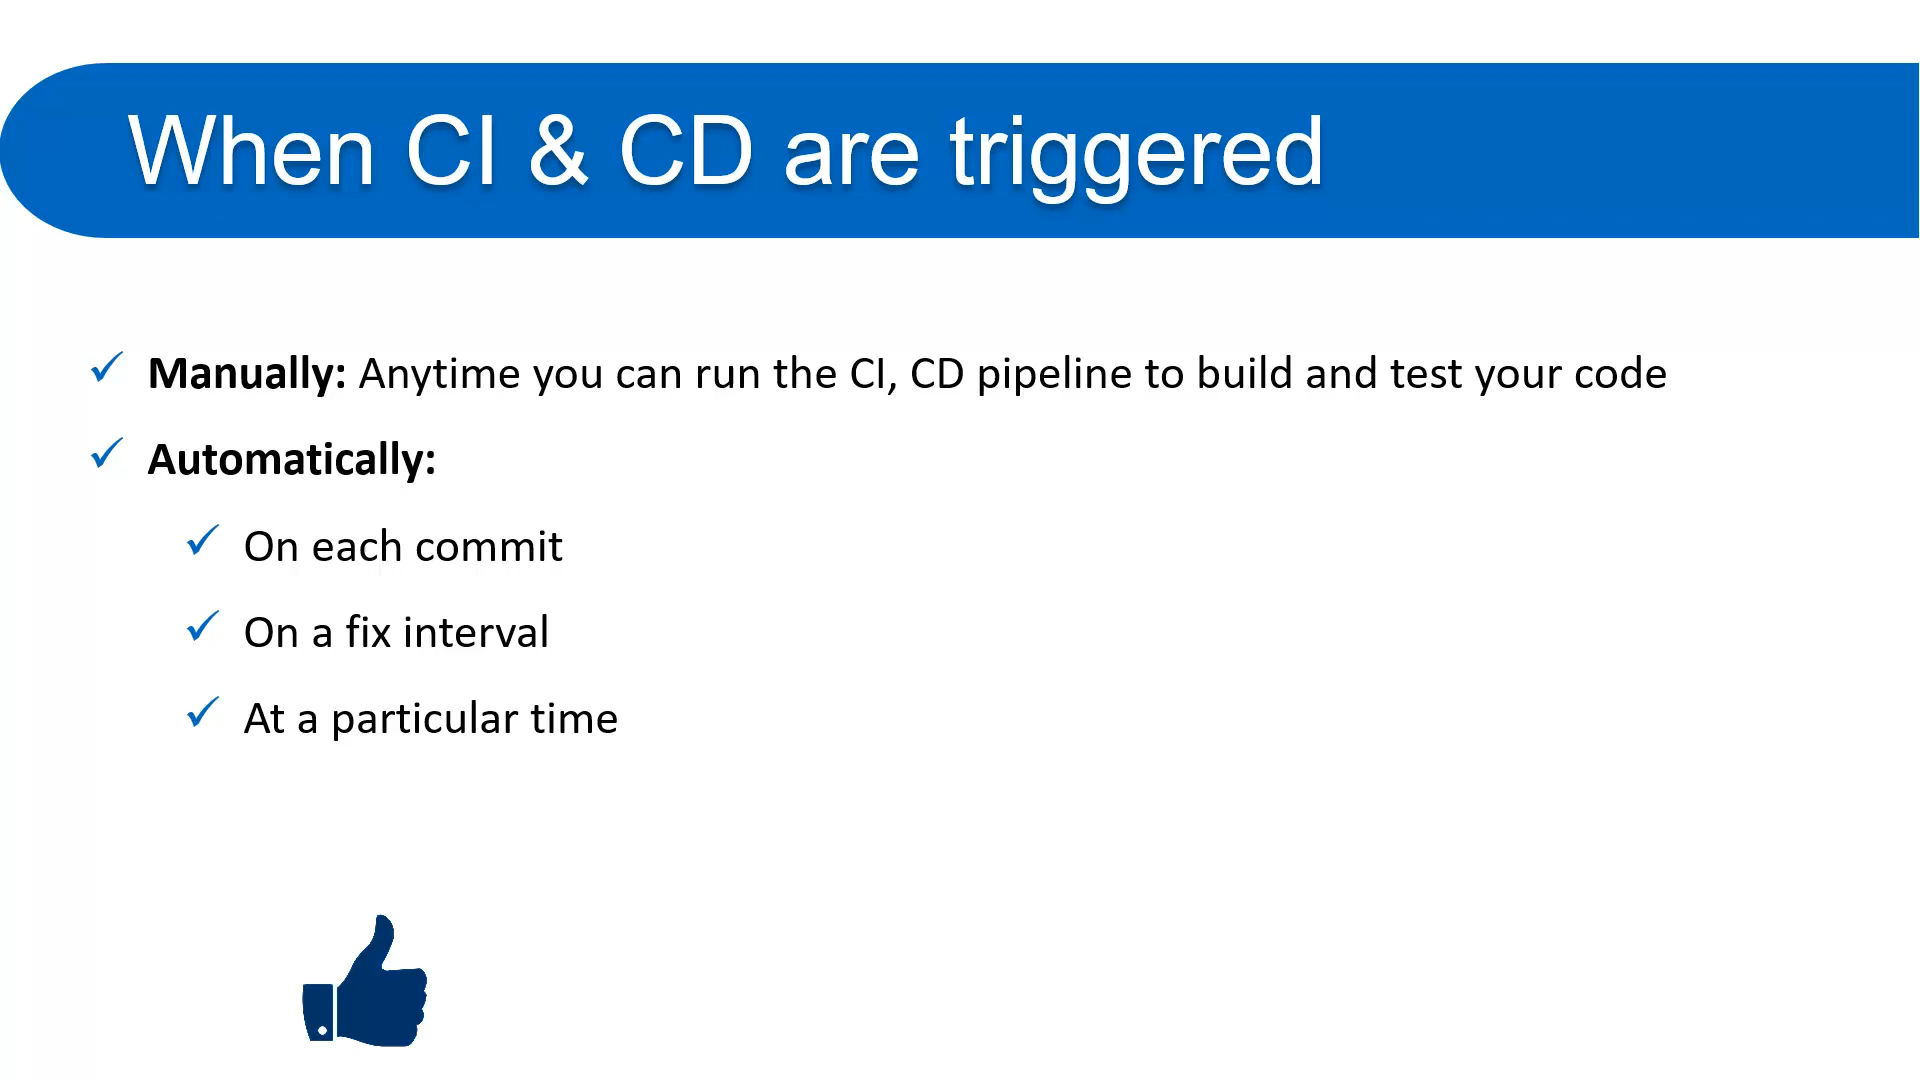 When CI & CD are triggered
Manually: Anytime you can run the CI, CD pipeline to build and test your code
Automatically:
On each commit
On a fix interval
At a particular time